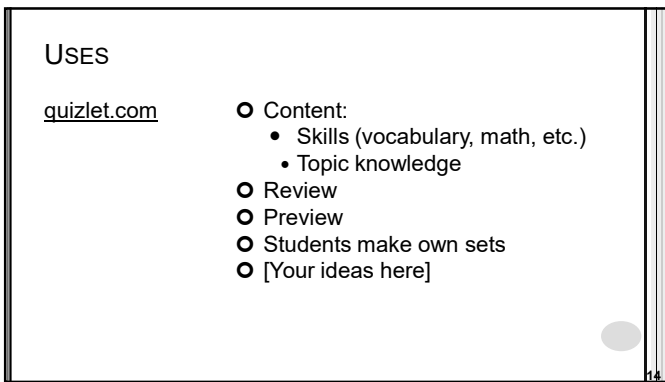 USES
quizlet.com
Content:
• Skills (vocabulary, math, etc.)
• Topic knowledge
Review
Preview
Students make own sets
[Your ideas here]
14